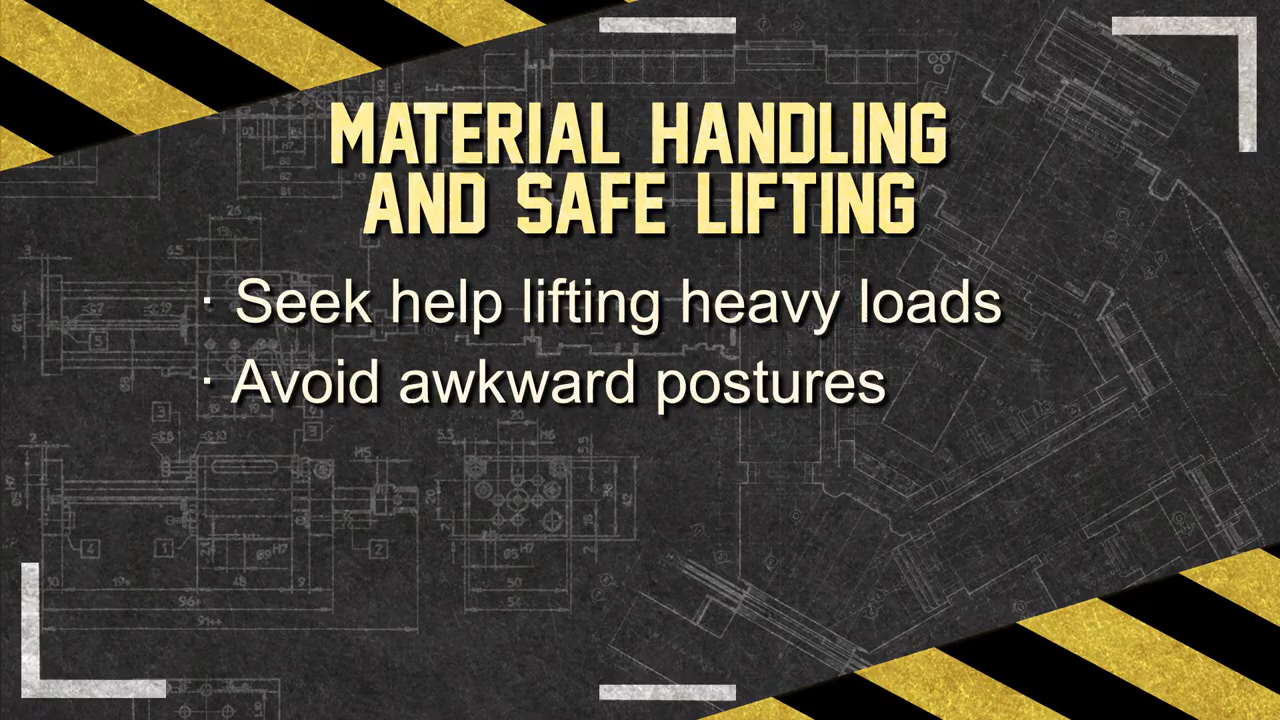 MATERIAL HANDLING
AND SAFE LIFTING
· Seek help lifting heavy loads
· Avoid awkward postures